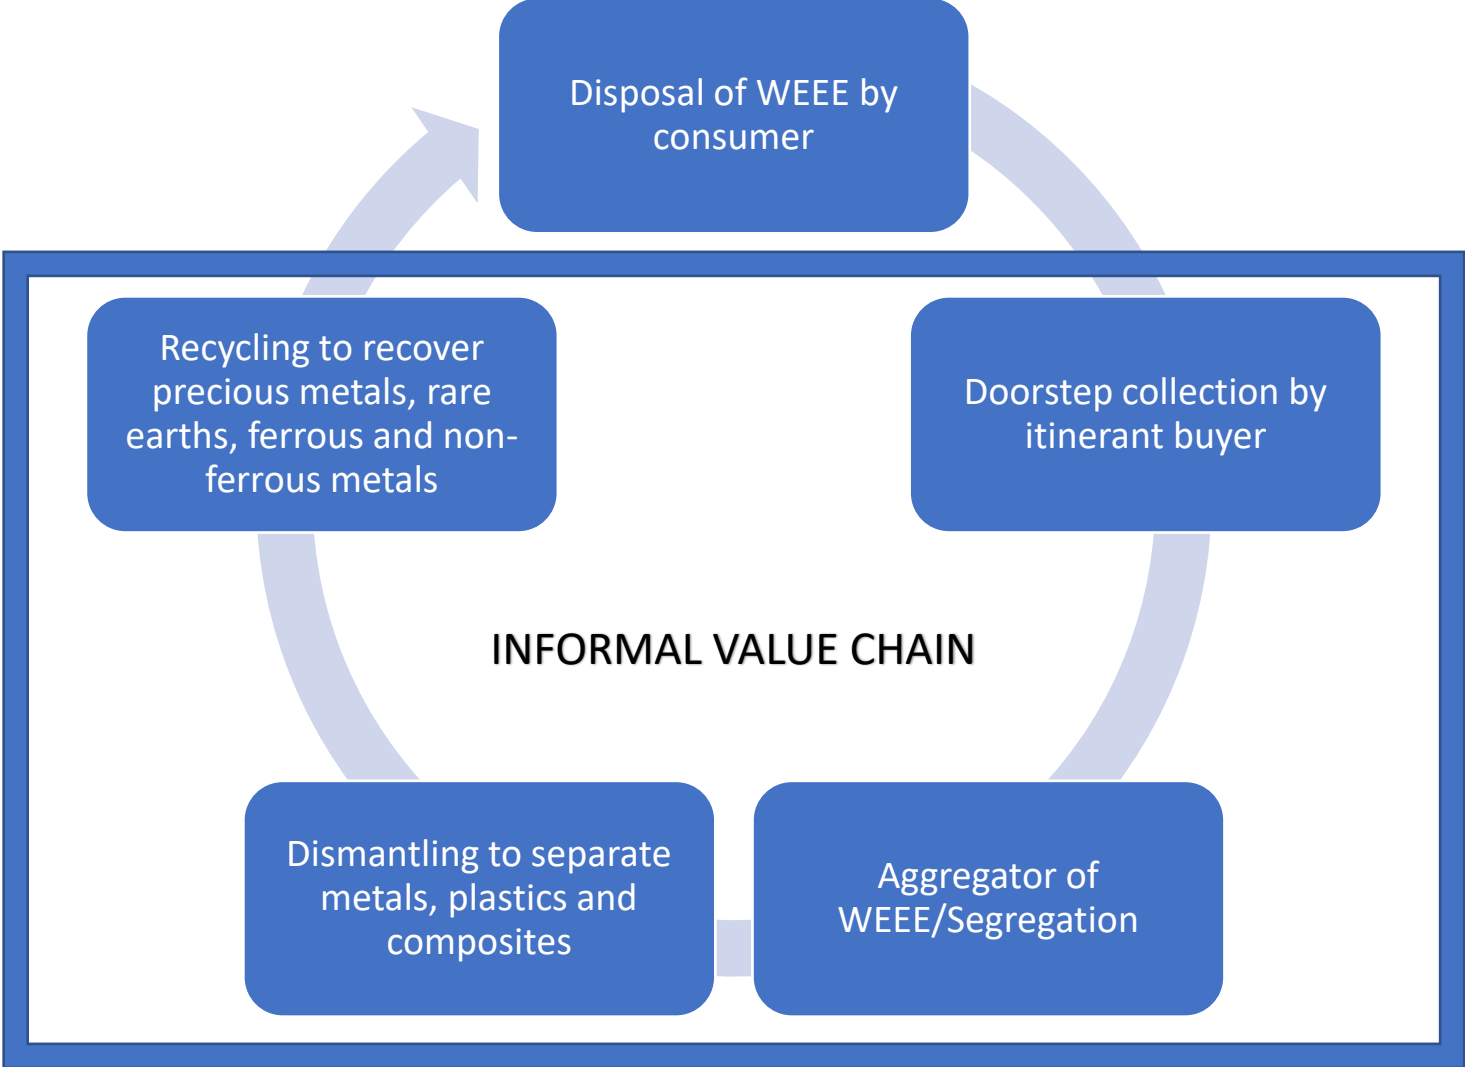 Disposal of WEEE by
consumer
Doorstep collection by
itinerant buyer
Aggregator of
WEEE/Segregation
Dismantling to separate
metals, plastics and
composites
Recycling to recover
precious metals, rare
earths, ferrous and non-
ferrous metals
INFORMAL VALUE CHAIN